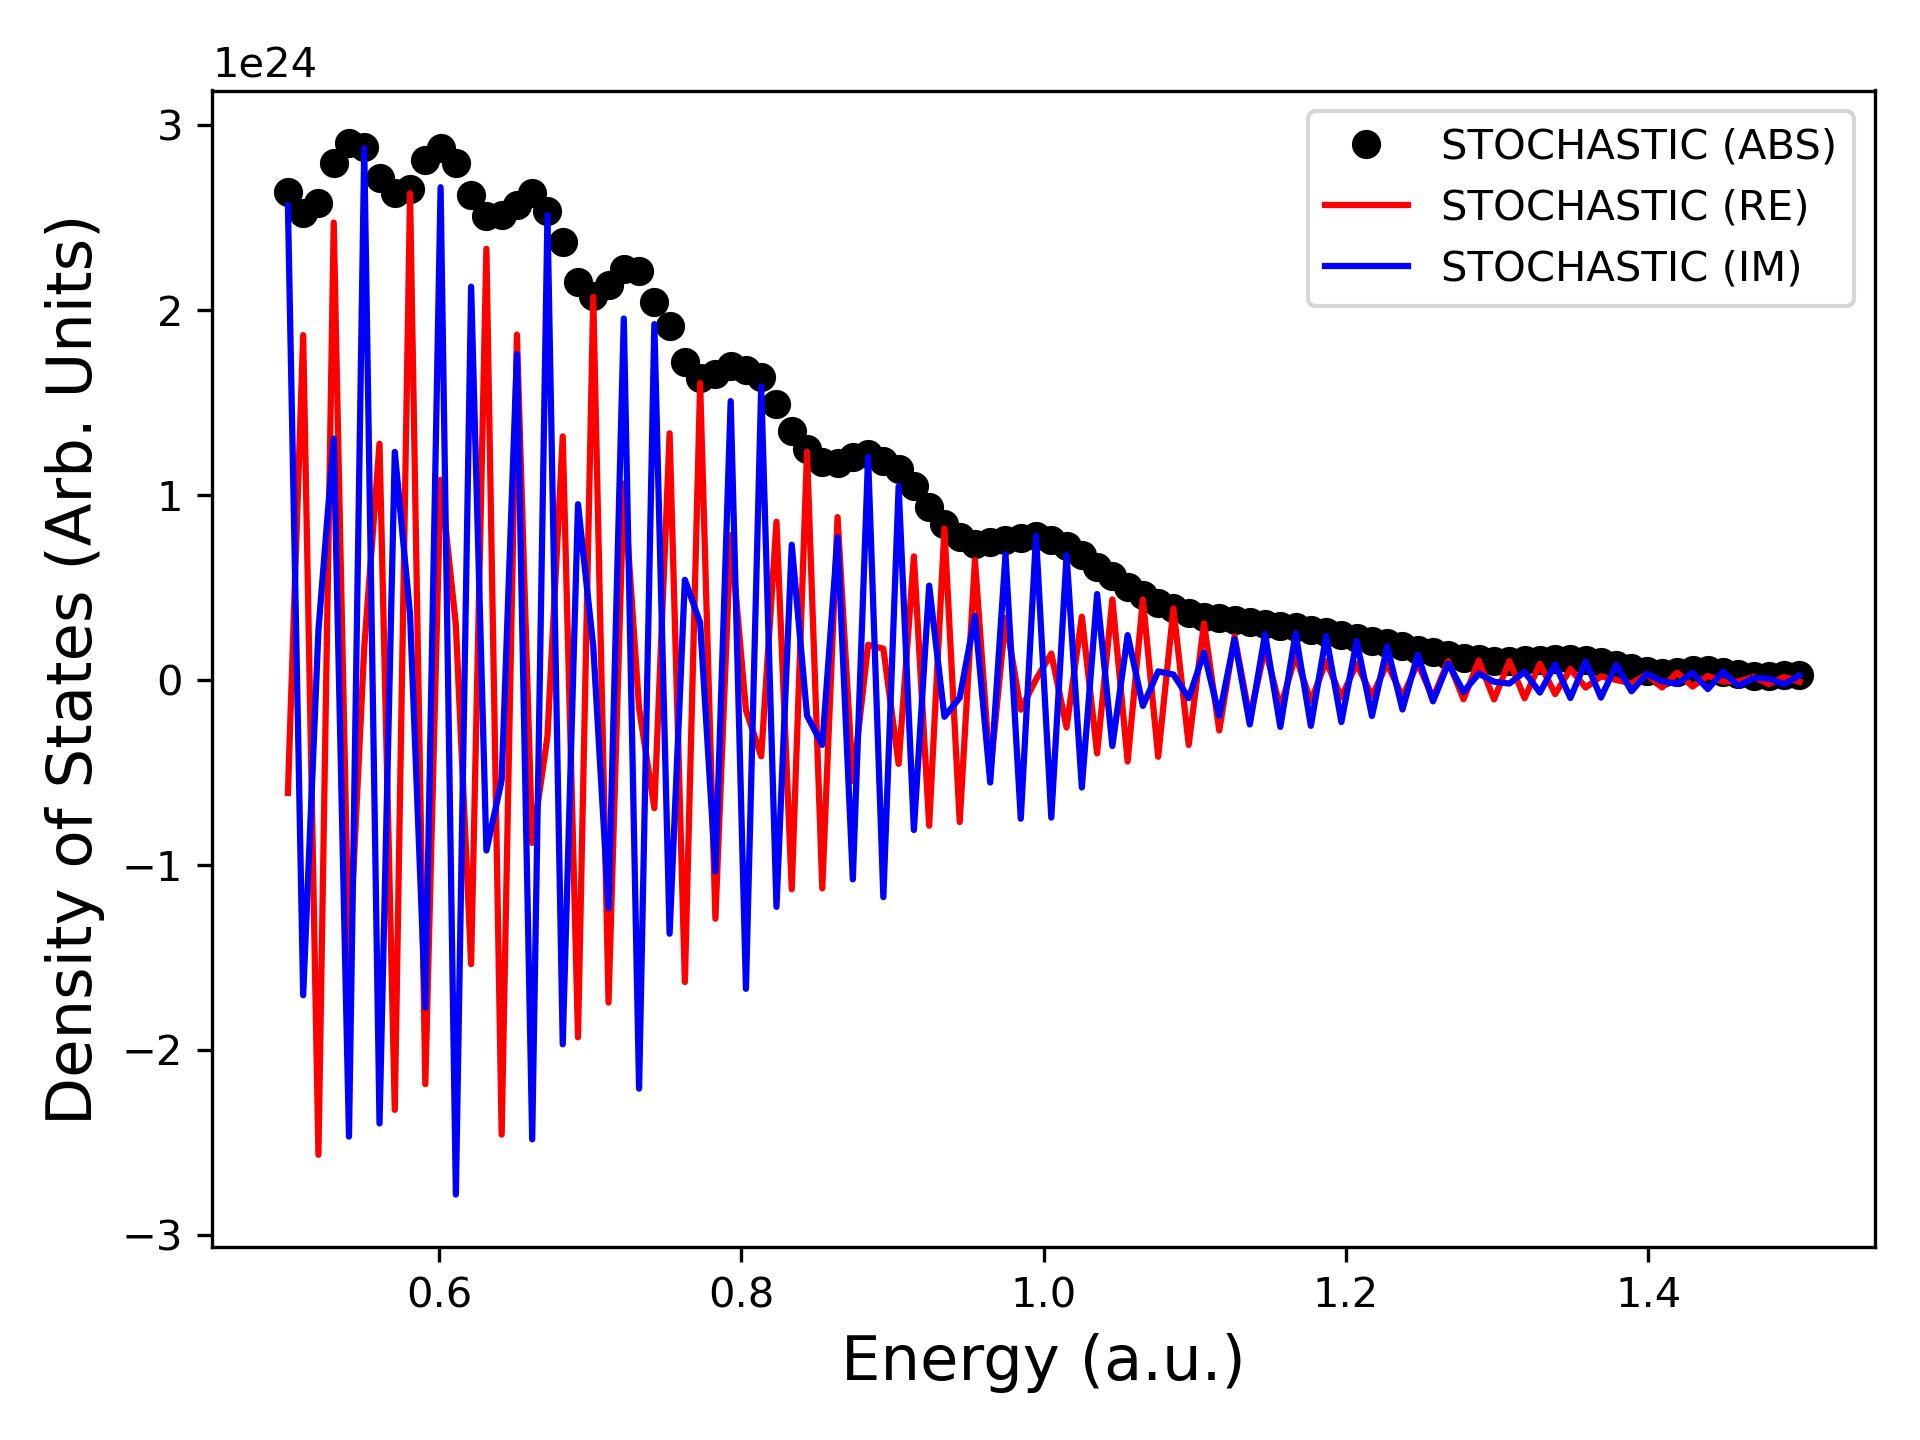 1e24
3
2
1
0
−1
−2
−3
Density of States (Arb. Units)
STOCHASTIC (ABS)
STOCHASTIC (RE)
STOCHASTIC (IM)
0.6 0.8 1.0 1.2 1.4
Energy (a.u.)